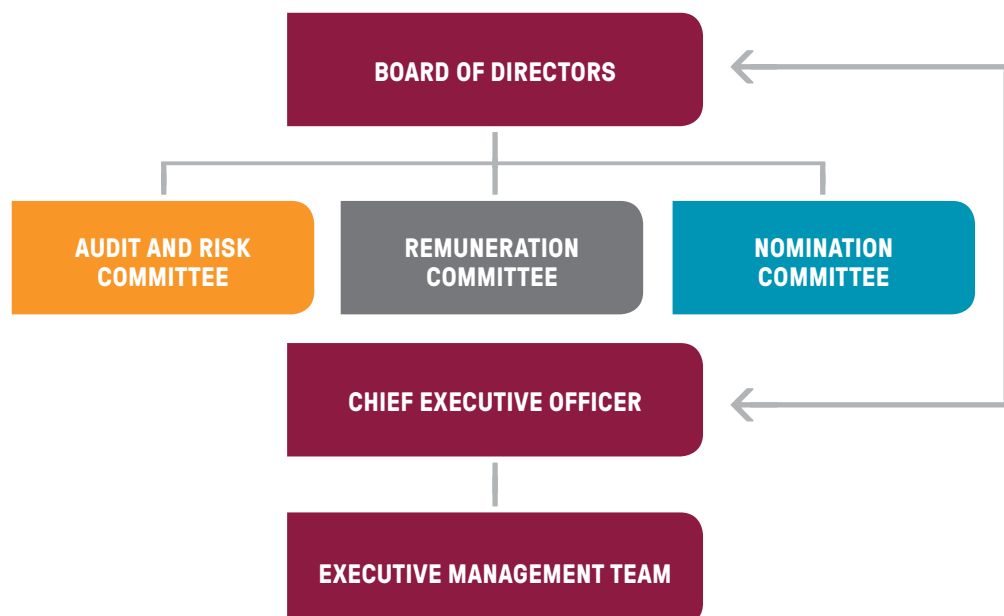 BOARD OF DIRECTORS
AUDIT AND RISK
COMMITTEE
REMUNERATION
COMMITTEE
NOMINATION
COMMITTEE
CHIEF EXECUTIVE OFFICER
EXECUTIVE MANAGEMENT TEAM